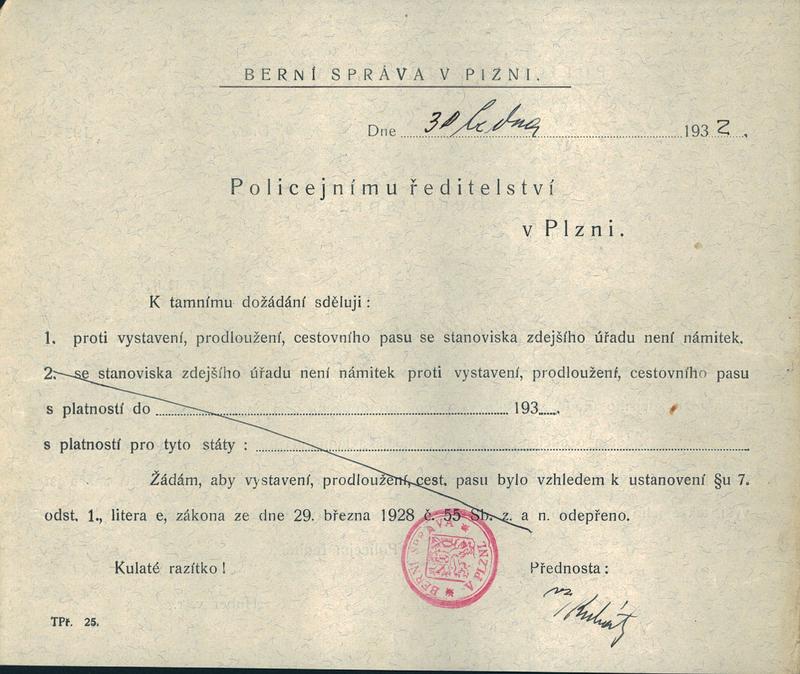 BERNÍ SPRÁVA V PLZNI.
Dne 30 ledna 1932.
Policejnímu ředitelství
v Plzni.
K tamnímu dožádání sděluji :
1. proti vystavení, prodloužení, cestovního pasu se stanoviska zdejšího úřadu není námitek.
2. se stanoviska zdejšího úřadu není námitek proti vystavení, prodloužení, cestovního pasu
s platností do 193
s platností pro tyto státy :
Žádám, aby vystavení, prodloužení, cest. pasu bylo vzhledem k ustanovení §u 7.
odst. 1., litera e, zákona ze dne 29. března 1928 č. 55 Sb. z. a n. odepřeno.
BERNÍ SPRÁVA V PLZNI
Kulaté razítko !
Přednosta :
TPř. 25.